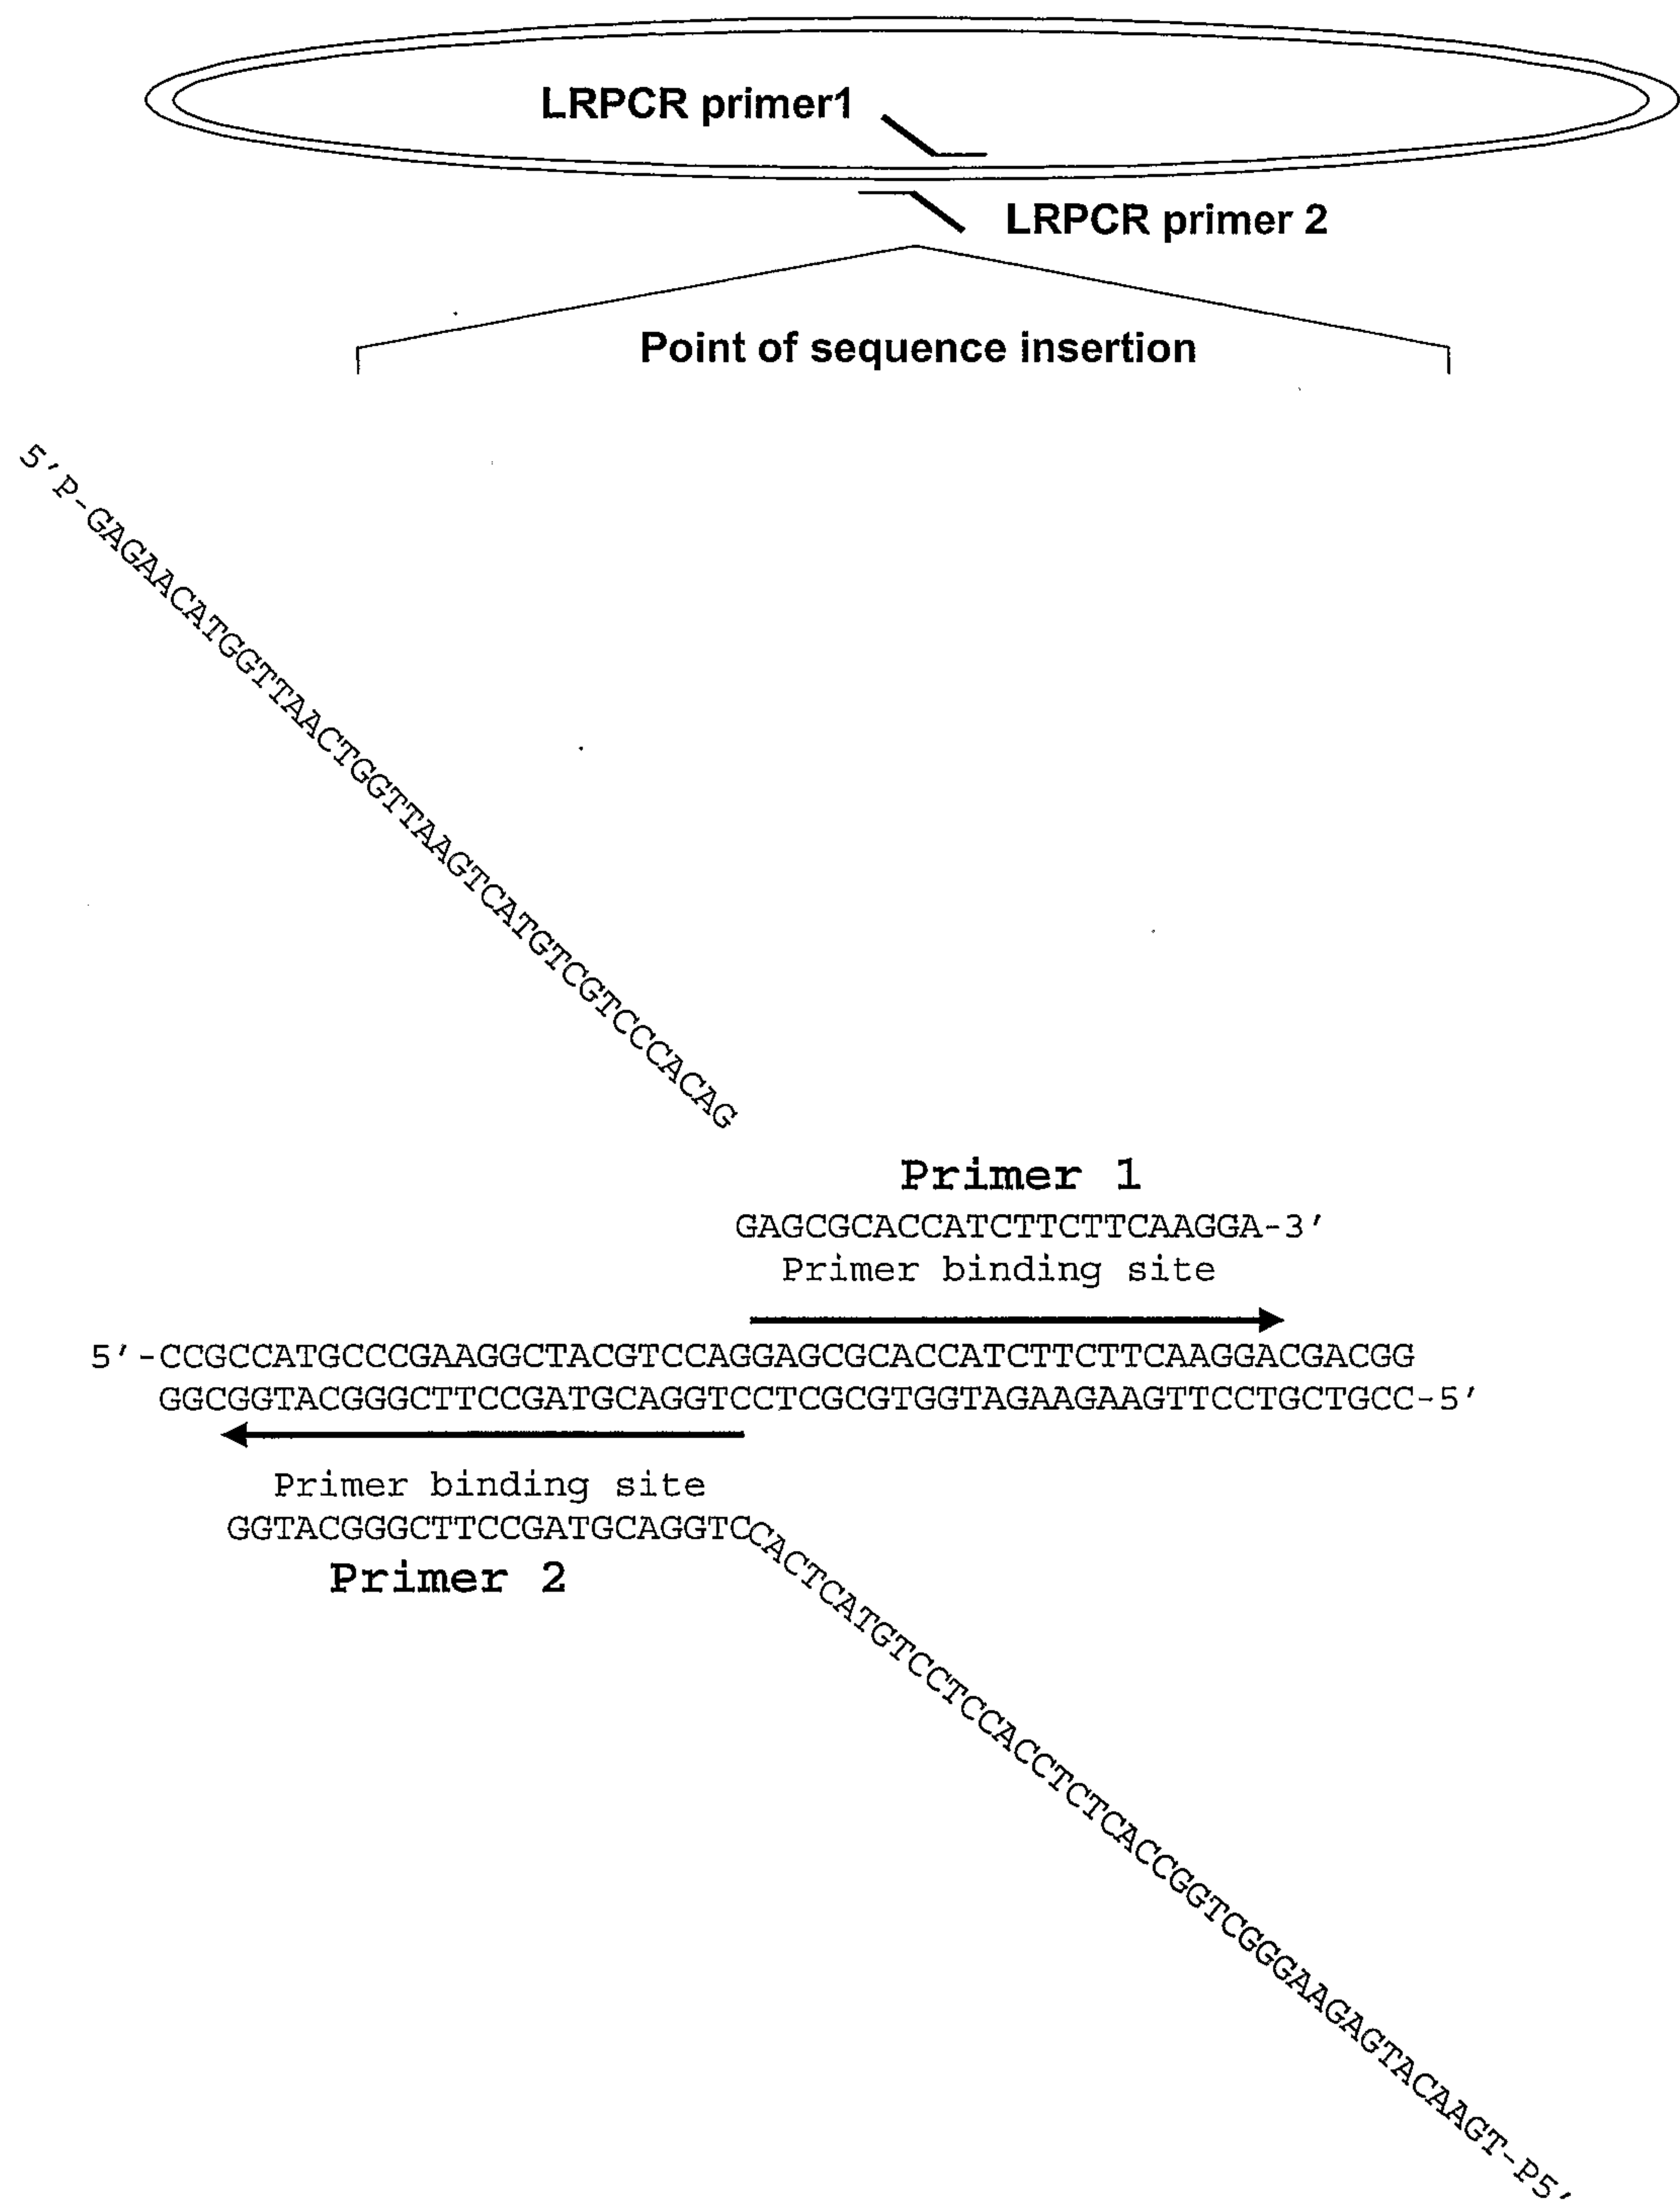 LRPCR primer1
LRPCR primer 2
Point of sequence insertion
5'P-GAGAACATGGTTAACTGGTTAAGTCATGTCGTCCCACAG
Primer 1
GAGCGCACCATCTTCTTCAAGGA-3'
Primer binding site
5'-CCGCCATGCCCGAAGGCTACGTCCAGGAGCGCACCATCTTCTTCAAGGACGACGG
GGCGGTACGGGCTTCCGATGCAGGTCCTCGCGTGGTAGAAGAAGTTCCTGCTGCC-5'
Primer binding site
GGTACGGGCTTCCGATGCAGGTCCACTCATGTCCTCCACCTCTCACCGGTCGGGAAGAGTACAAGT-P5'
Primer 2